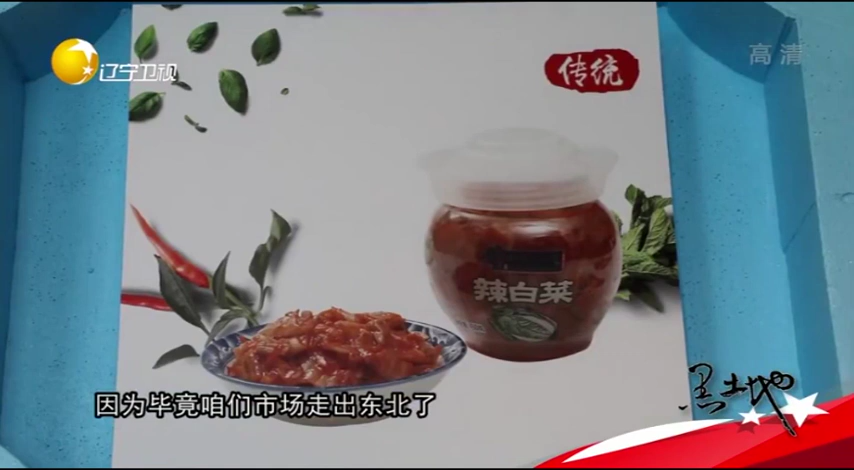 辽宁卫视
高清
传统
辣白菜
因为毕竟咱们市场走出东北了
黑土地